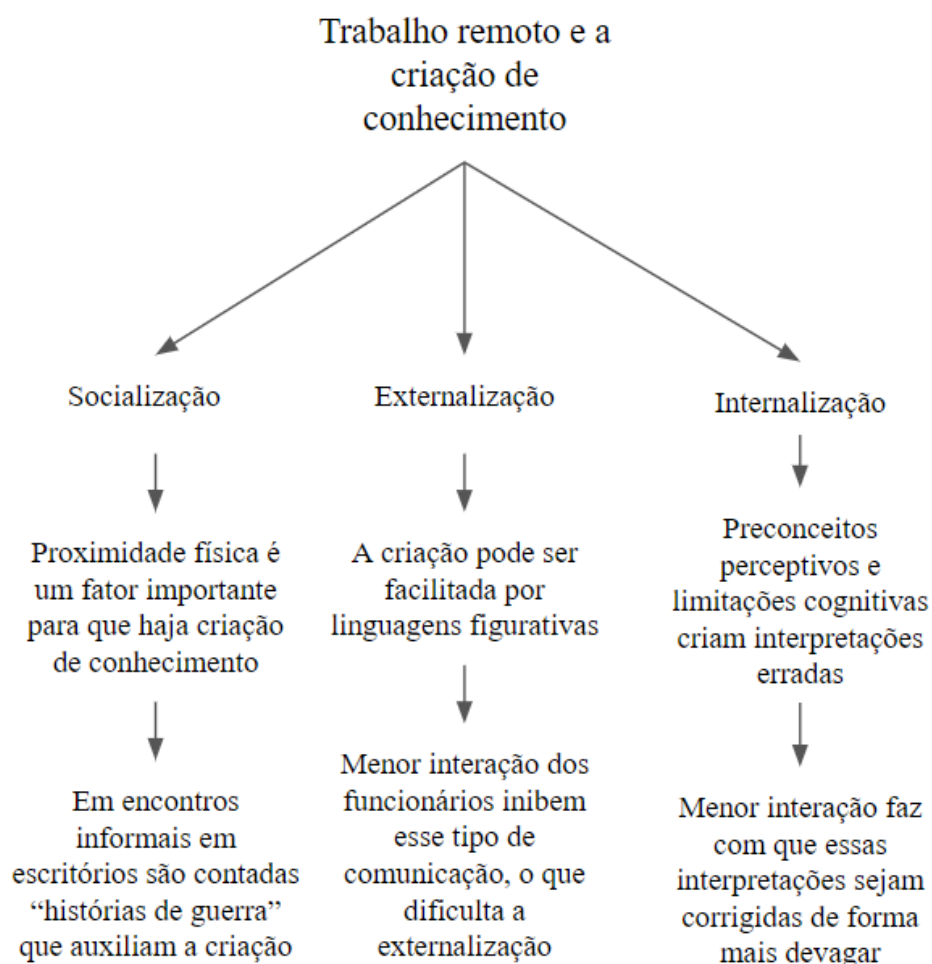 Trabalho remoto e a
criação de
conhecimento
Socialização
Proximidade física é
um fator importante
para que haja criação
de conhecimento
Em encontros
informais em
escritórios são contadas
“histórias de guerra”
que auxiliam a criação
Externalização
A criação pode ser
facilitada por
linguagens figurativas
Menor interação dos
funcionários inibem
esse tipo de
comunicação, o que
dificulta a
externalização
Internalização
Preconceitos
perceptivos e
limitações cognitivas
criam interpretações
erradas
Menor interação faz
com que essas
interpretações sejam
corrigidas de forma
mais devagar